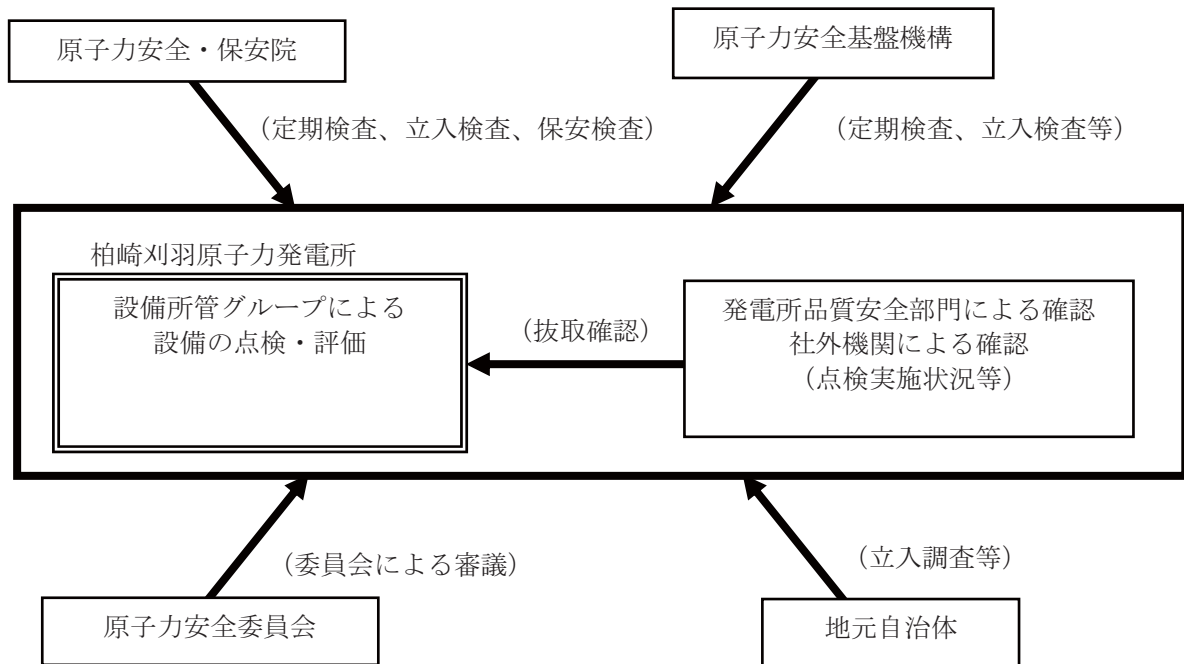 原子力安全・保安院
原子力安全基盤機構
（定期検査、立入検査、保安検査）
（定期検査、立入検査等）
柏崎刈羽原子力発電所
設備所管グループによる
設備の点検・評価
（抜取確認）
発電所品質安全部門による確認
社外機関による確認
（点検実施状況等）
（委員会による審議）
（立入調査等）
原子力安全委員会
地元自治体